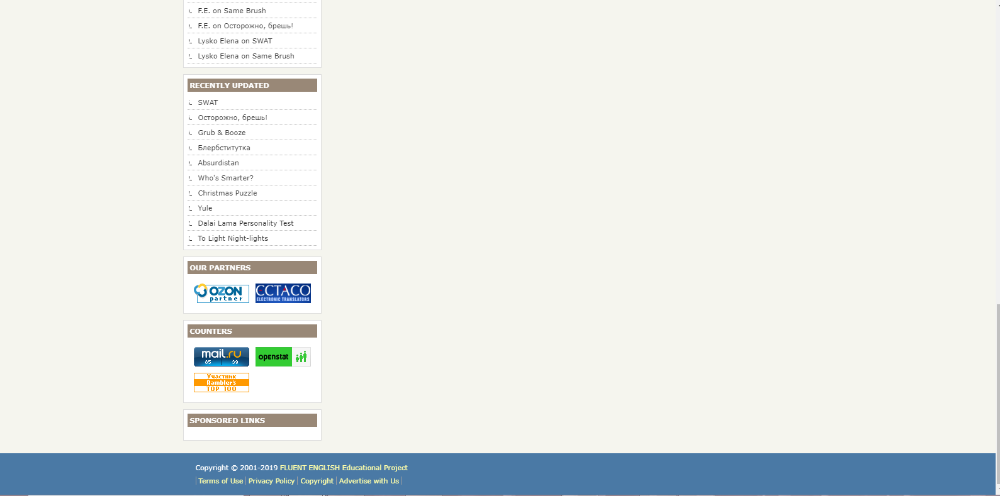 F.E. on Same Brush
F.E. on Осторожно, брешь!
Lysko Elena on SWAT
Lysko Elena on Same Brush
RECENTLY UPDATED
SWAT
Осторожно, брешь!
Grub & Booze
Блербститутка
Absurdistan
Who's Smarter?
Christmas Puzzle
Yule
Dalai Lama Personality Test
To Light Night-lights
OUR PARTNERS
OZON partner
ECTACO ELECTRONIC TRANSLATORS
COUNTERS
mail.ru
85 39
openstat
Участник
Rambler's
TOP 100
SPONSORED LINKS
Copyright © 2001-2019 FLUENT ENGLISH Educational Project
| Terms of Use | Privacy Policy | Copyright | Advertise with Us |